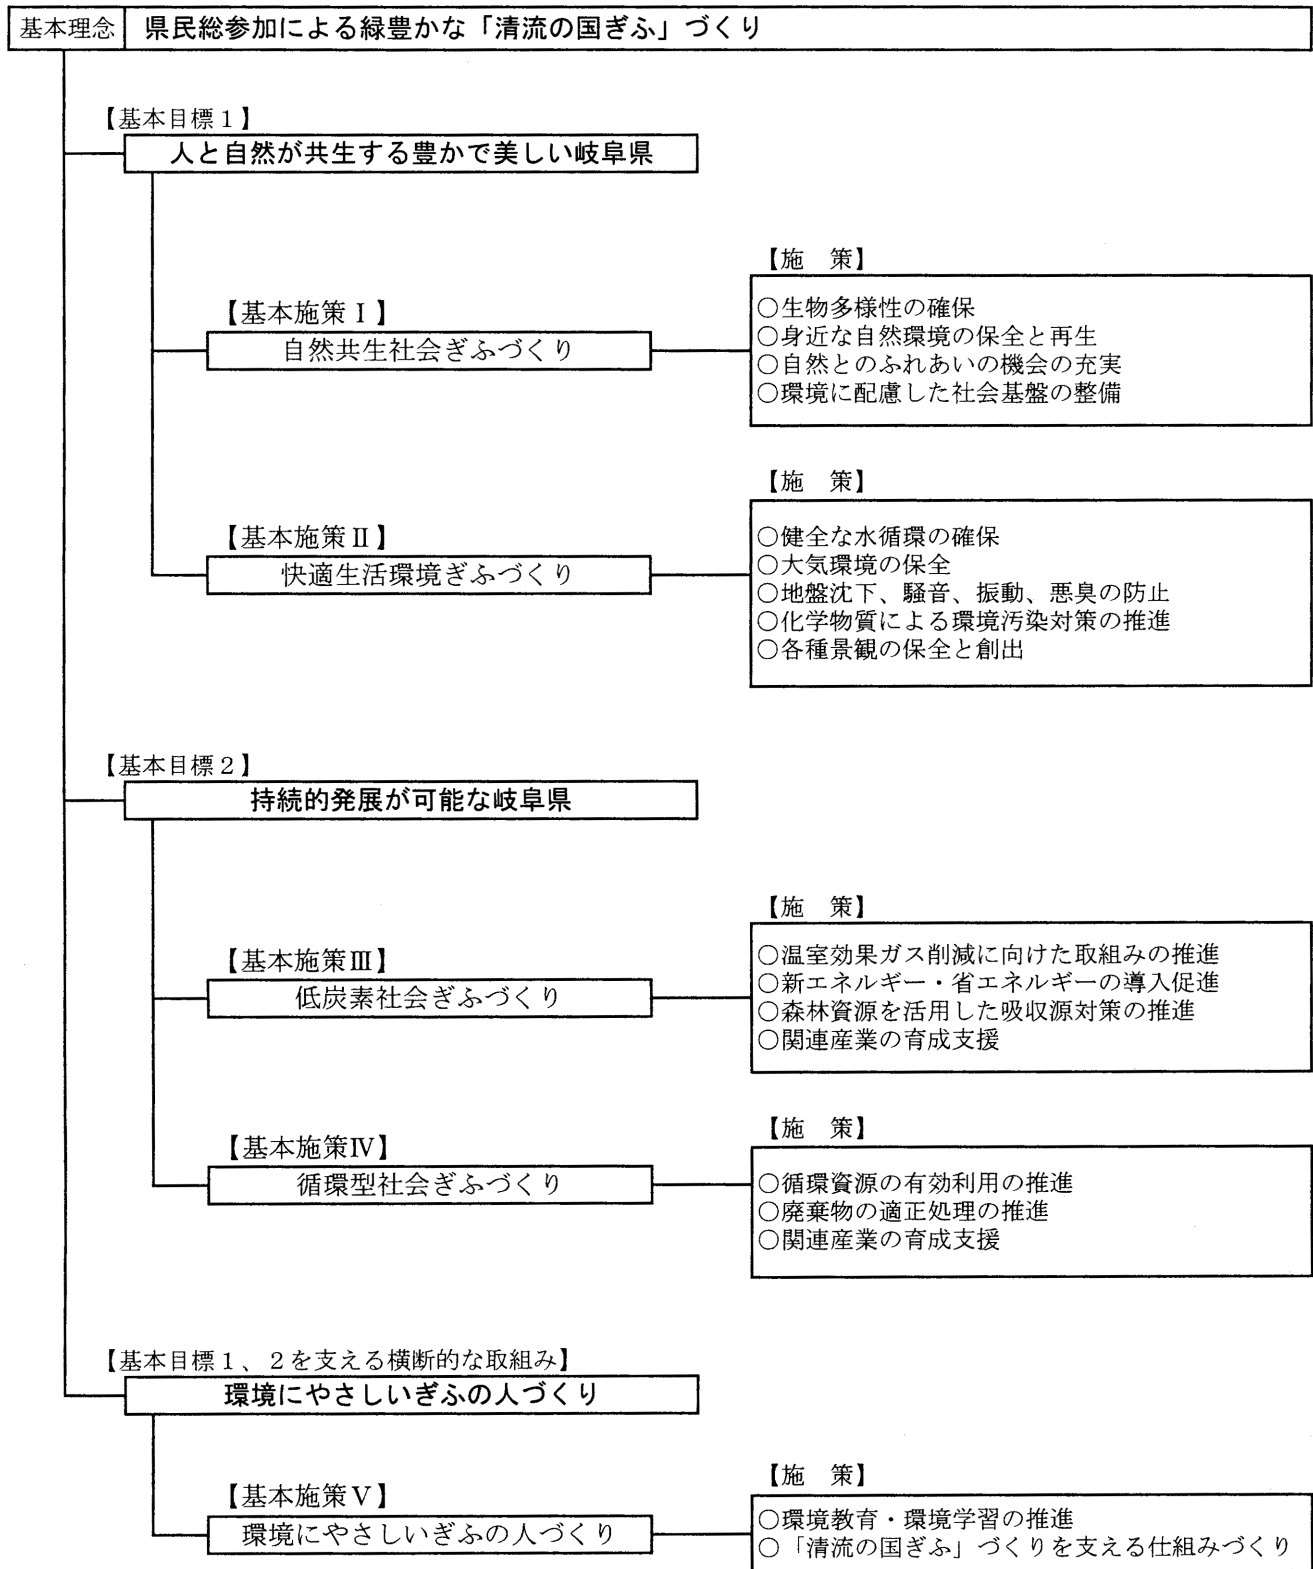 基本理念 県民総参加による緑豊かな「清流の国ぎふ」づくり
【基本目標１】
人と自然が共生する豊かで美しい岐阜県
【施　策】
【基本施策Ⅰ】
自然共生社会ぎふづくり
○生物多様性の確保
○身近な自然環境の保全と再生
○自然とのふれあいの機会の充実
○環境に配慮した社会基盤の整備
【施　策】
【基本施策Ⅱ】
快適生活環境ぎふづくり
○健全な水循環の確保
○大気環境の保全
○地盤沈下、騒音、振動、悪臭の防止
○化学物質による環境汚染対策の推進
○各種景観の保全と創出
【基本目標２】
持続的発展が可能な岐阜県
【施　策】
【基本施策Ⅲ】
低炭素社会ぎふづくり
○温室効果ガス削減に向けた取組みの推進
○新エネルギー・省エネルギーの導入促進
○森林資源を活用した吸収源対策の推進
○関連産業の育成支援
【施　策】
【基本施策Ⅳ】
循環型社会ぎふづくり
○循環資源の有効利用の推進
○廃棄物の適正処理の推進
○関連産業の育成支援
【基本目標１、２を支える横断的な取組み】
環境にやさしいぎふの人づくり
【施　策】
【基本施策Ⅴ】
環境にやさしいぎふの人づくり
○環境教育・環境学習の推進
○「清流の国ぎふ」づくりを支える仕組みづくり